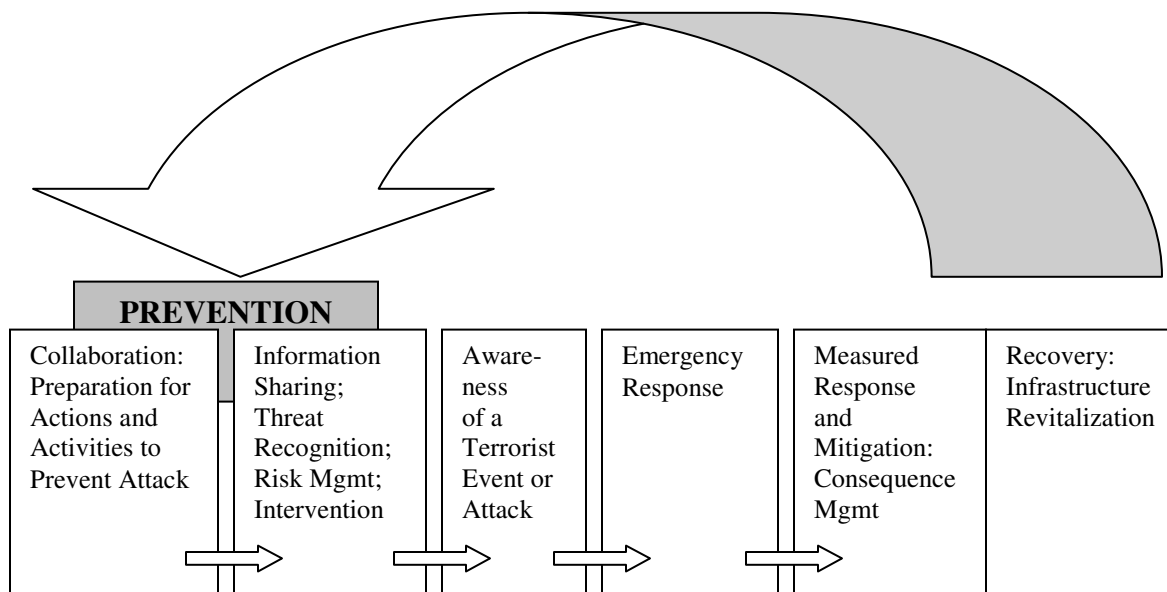 PREVENTION
Collaboration:
Preparation for
Actions and
Activities to
Prevent Attack
Information
Sharing;
Threat
Recognition;
Risk Mgmt;
Intervention
Aware-
ness
of a
Terrorist
Event or
Attack
Emergency
Response
Measured
Response
and
Mitigation:
Consequence
Mgmt
Recovery:
Infrastructure
Revitalization